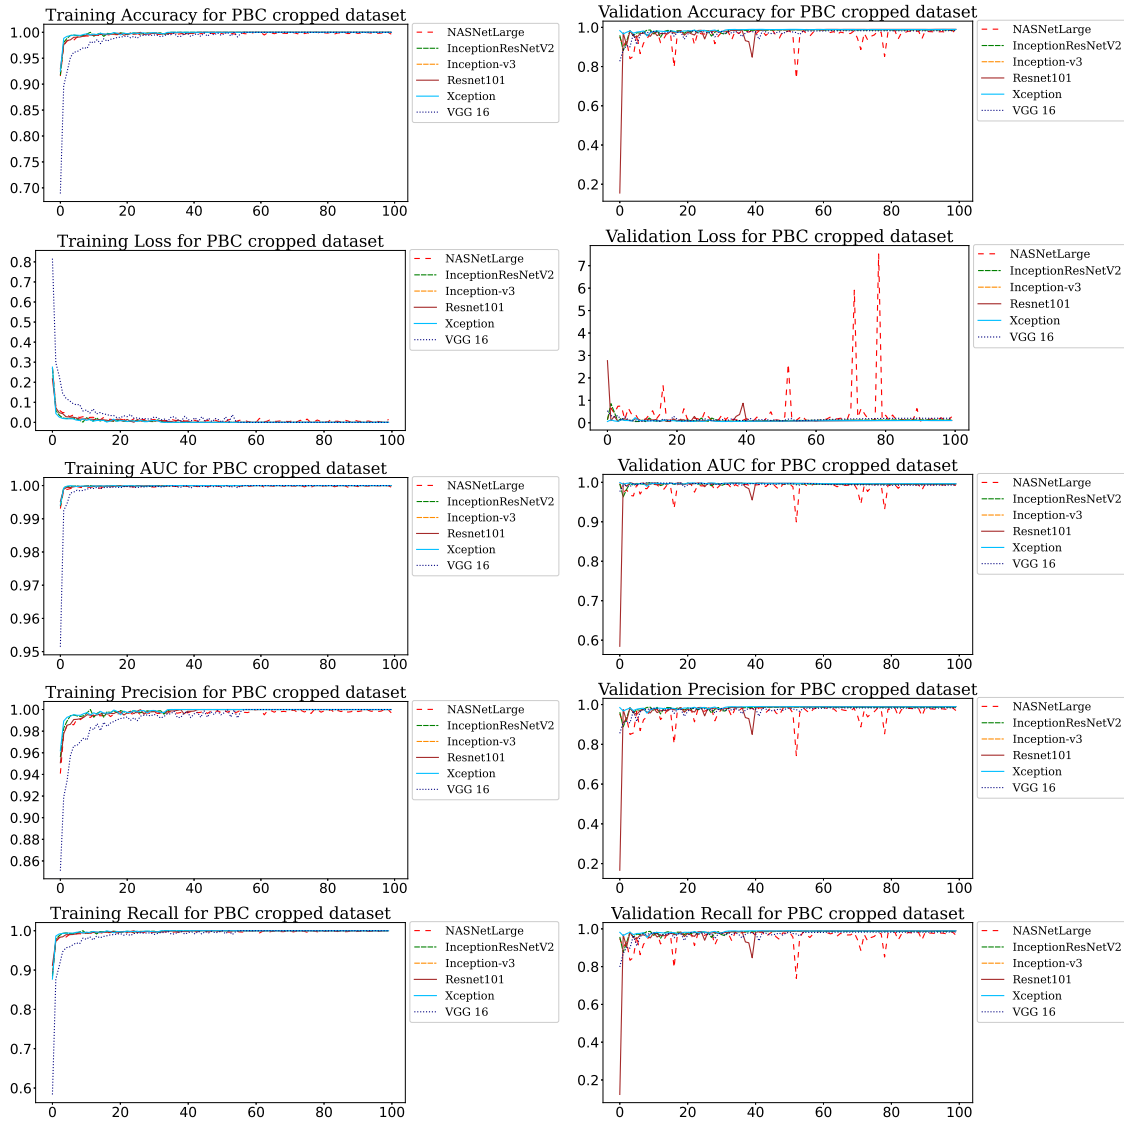 Training Accuracy for PBC cropped dataset
1.00
0.95
0.90
0.85
0.80
0.75
0.70
0 20 40 60 80 100
NASNetLarge
InceptionResNetV2
Inception-v3
Resnet101
Xception
VGG 16
Validation Accuracy for PBC cropped dataset
1.0
0.8
0.6
0.4
0.2
0 20 40 60 80 100
NASNetLarge
InceptionResNetV2
Inception-v3
Resnet101
Xception
VGG 16
Training Loss for PBC cropped dataset
0.8
0.7
0.6
0.5
0.4
0.3
0.2
0.1
0.0
0 20 40 60 80 100
NASNetLarge
InceptionResNetV2
Inception-v3
Resnet101
Xception
VGG 16
Validation Loss for PBC cropped dataset
7
6
5
4
3
2
1
0
0 20 40 60 80 100
NASNetLarge
InceptionResNetV2
Inception-v3
Resnet101
Xception
VGG 16
Training AUC for PBC cropped dataset
1.00
0.99
0.98
0.97
0.96
0.95
0 20 40 60 80 100
NASNetLarge
InceptionResNetV2
Inception-v3
Resnet101
Xception
VGG 16
Validation AUC for PBC cropped dataset
1.0
0.9
0.8
0.7
0.6
0 20 40 60 80 100
NASNetLarge
InceptionResNetV2
Inception-v3
Resnet101
Xception
VGG 16
Training Precision for PBC cropped dataset
1.00
0.98
0.96
0.94
0.92
0.90
0.88
0.86
0 20 40 60 80 100
NASNetLarge
InceptionResNetV2
Inception-v3
Resnet101
Xception
VGG 16
Validation Precision for PBC cropped dataset
1.0
0.8
0.6
0.4
0.2
0 20 40 60 80 100
NASNetLarge
InceptionResNetV2
Inception-v3
Resnet101
Xception
VGG 16
Training Recall for PBC cropped dataset
1.0
0.9
0.8
0.7
0.6
0 20 40 60 80 100
NASNetLarge
InceptionResNetV2
Inception-v3
Resnet101
Xception
VGG 16
Validation Recall for PBC cropped dataset
1.0
0.8
0.6
0.4
0.2
0 20 40 60 80 100
NASNetLarge
InceptionResNetV2
Inception-v3
Resnet101
Xception
VGG 16